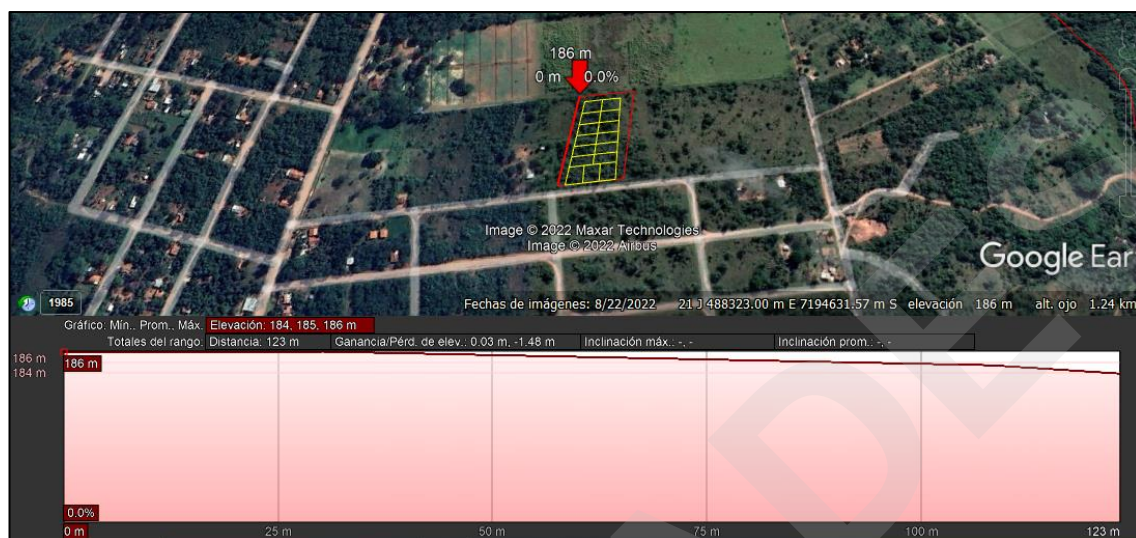 186 m
0 m 0.0%
Image © 2022 Maxar Technologies
Image © 2022 Airbus
Google Ear
1985
Fechas de imágenes: 8/22/2022 21 J 488323.00 m E 7194631.57 m S elevación 186 m alt. ojo 1.24 km
Gráfico: Mín.. Prom.. Máx. Elevación: 184, 185, 186 m
Totales del rango. Distancia: 123 m Ganancia/Pérd. de elev.: 0.03 m, -1.48 m Inclinación máx.: -, - Inclinación prom.: -, -
186 m
186 m
184 m
0.0%
0 m 25 m 50 m 75 m 100 m 123 m